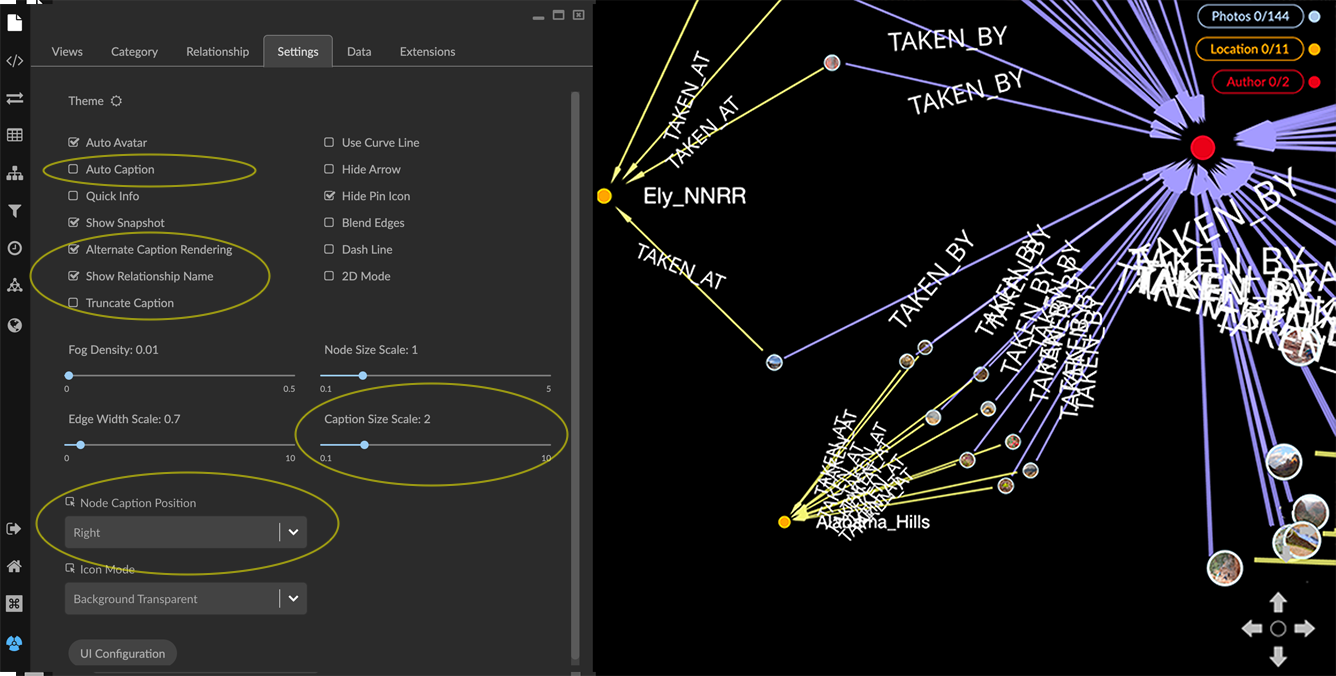 Views Category Relationship Settings Data Extensions
Theme
Auto Avatar
Use Curve Line
Auto Caption
Hide Arrow
Quick Info
Hide Pin Icon
Show Snapshot
Blend Edges
Alternate Caption Rendering
Dash Line
Show Relationship Name
2D Mode
Truncate Caption
Fog Density: 0.01
Node Size Scale: 1
0 0.5
0.1 5
Edge Width Scale: 0.7
Caption Size Scale: 2
0 10
0.1 10
Node Caption Position
Right
Icon Mode
Background Transparent
UI Configuration
Photos 0/144
Location 0/11
Author 0/2
TAKEN_BY
TAKEN_BY
TAKEN_AT
TAKEN_AT
Ely_NNRR
TAKEN_AT
TAKEN_BY
TAKEN_BY
TAKEN_BY
TAKEN_BY
TAKEN_BY
TAKEN_BY
TAKEN_BY
Alabama_Hills